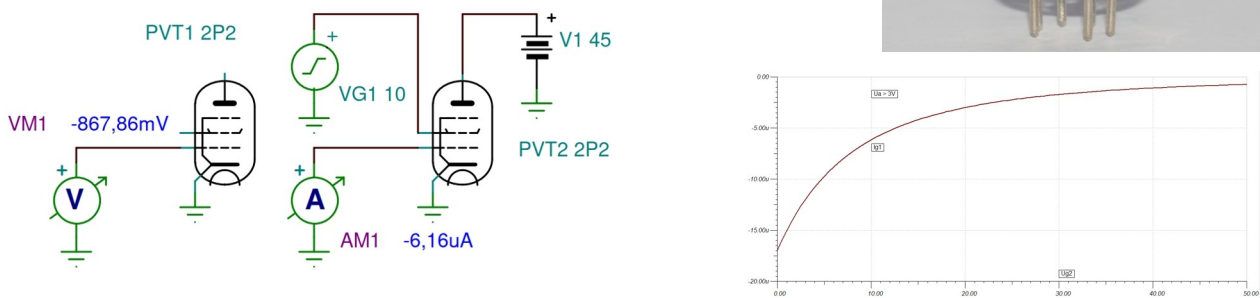 PVT1 2P2
VM1 -867,86mV
V
VG1 10
V1 45
PVT2 2P2
A
AM1 -6,16uA
0.00
-5.00u
-10.00u
-15.00u
-20.00u
Ua > 3V
Ig1
Ug2
0.00 10.00 20.00 30.00 40.00 50.00